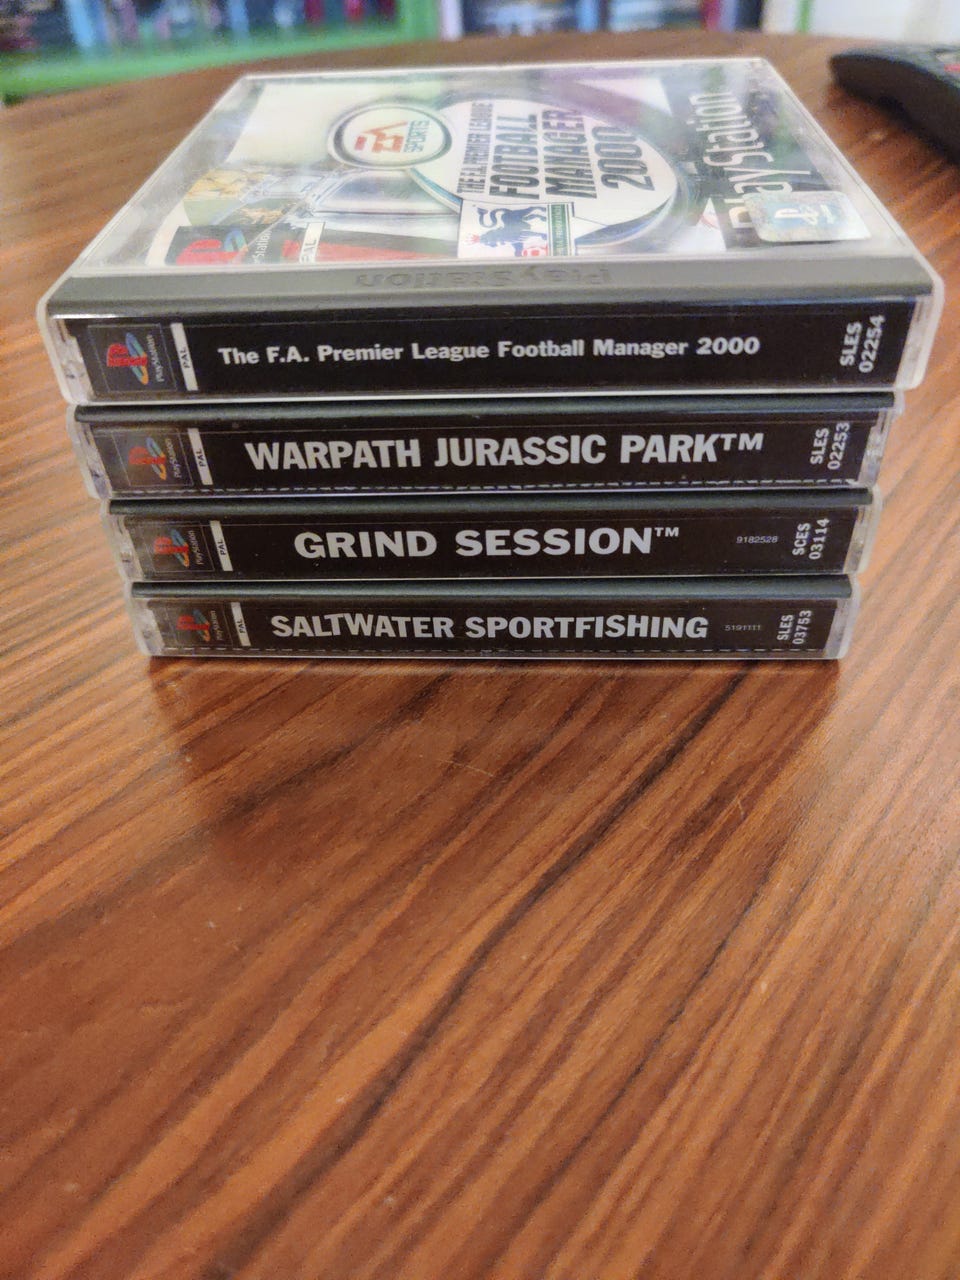 EA
SPORTS
THE F.A. PREMIER LEAGUE
FOOTBALL
MANAGER
2000
PlayStation
PlayStation
PAL
PlayStation
PlayStation
PAL
The F.A. Premier League Football Manager 2000
SLES
02254
PlayStation
PAL
WARPATH JURASSIC PARK™
SLES
02253
PlayStation
PAL
GRIND SESSION™
9182528
SCES
03114
PlayStation
PAL
SALTWATER SPORTFISHING
5191111
SLES
03753